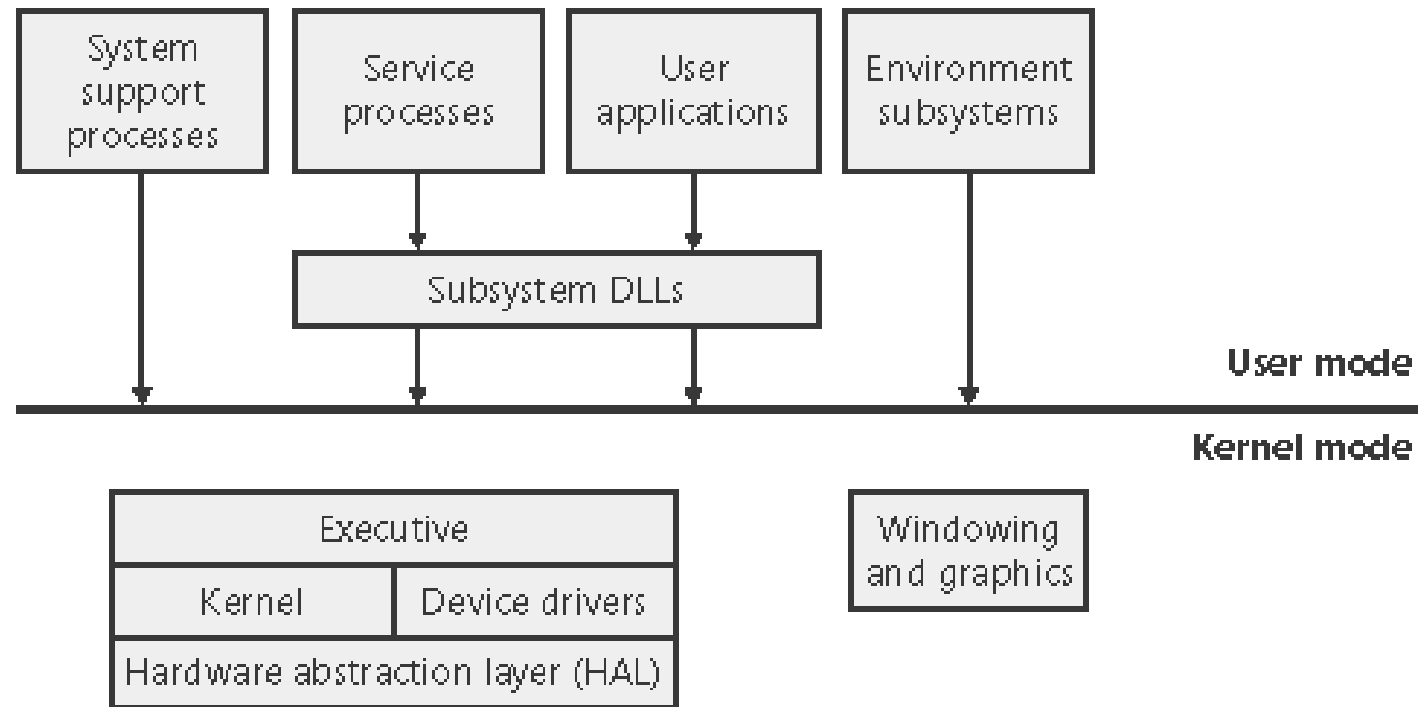 System
support
processes
Service
processes
User
applications
Environment
subsystems
Subsystem DLLs
User mode
Kernel mode
Executive
Kernel
Device drivers
Hardware abstraction layer (HAL)
Windowing
and graphics